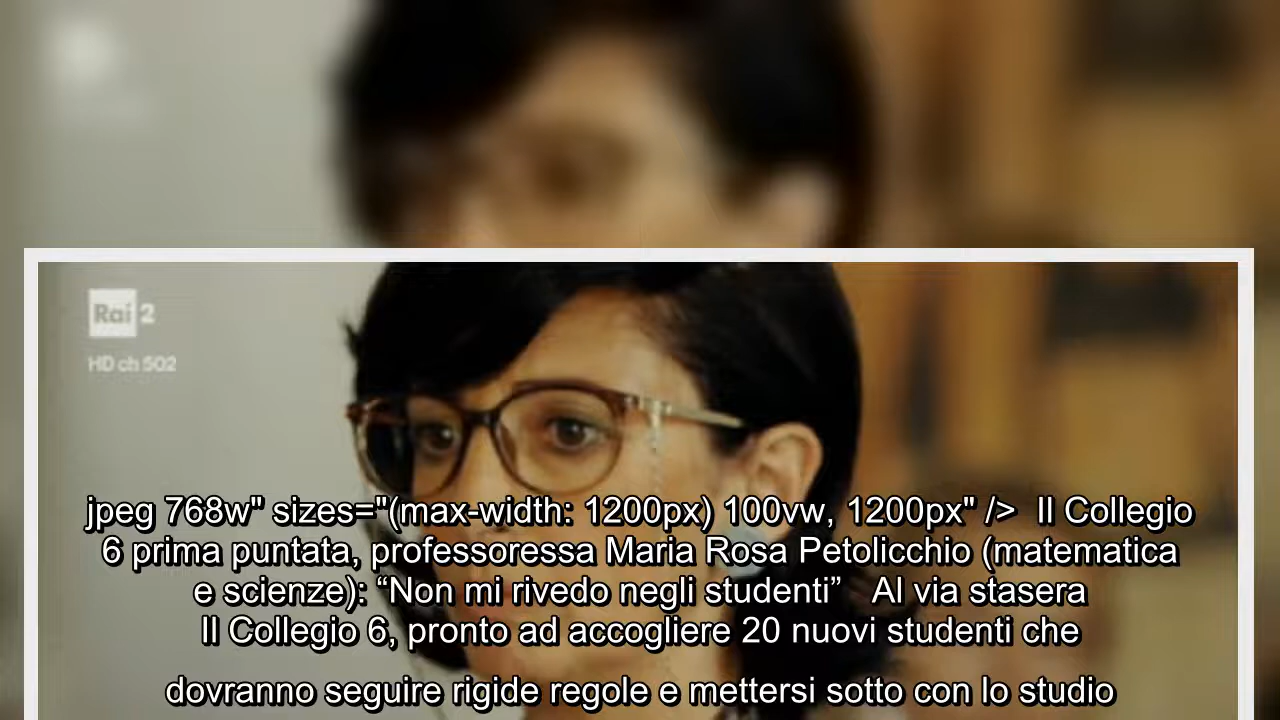 Rai 2
HD ch 502
jpeg 768w" sizes="(max-width: 1200px) 100vw, 1200px" />  Il Collegio
6 prima puntata, professoressa Maria Rosa Petolicchio (matematica
e scienze): “Non mi rivedo negli studenti”   Al via stasera
Il Collegio 6, pronto ad accogliere 20 nuovi studenti che
dovranno seguire rigide regole e mettersi sotto con lo studio